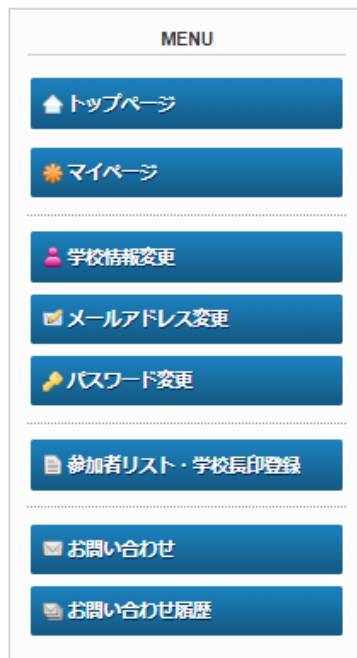 MENU
トップページ
マイページ
学校情報変更
メールアドレス変更
パスワード変更
参加者リスト・学校長印登録
お問い合わせ
お問い合わせ履歴